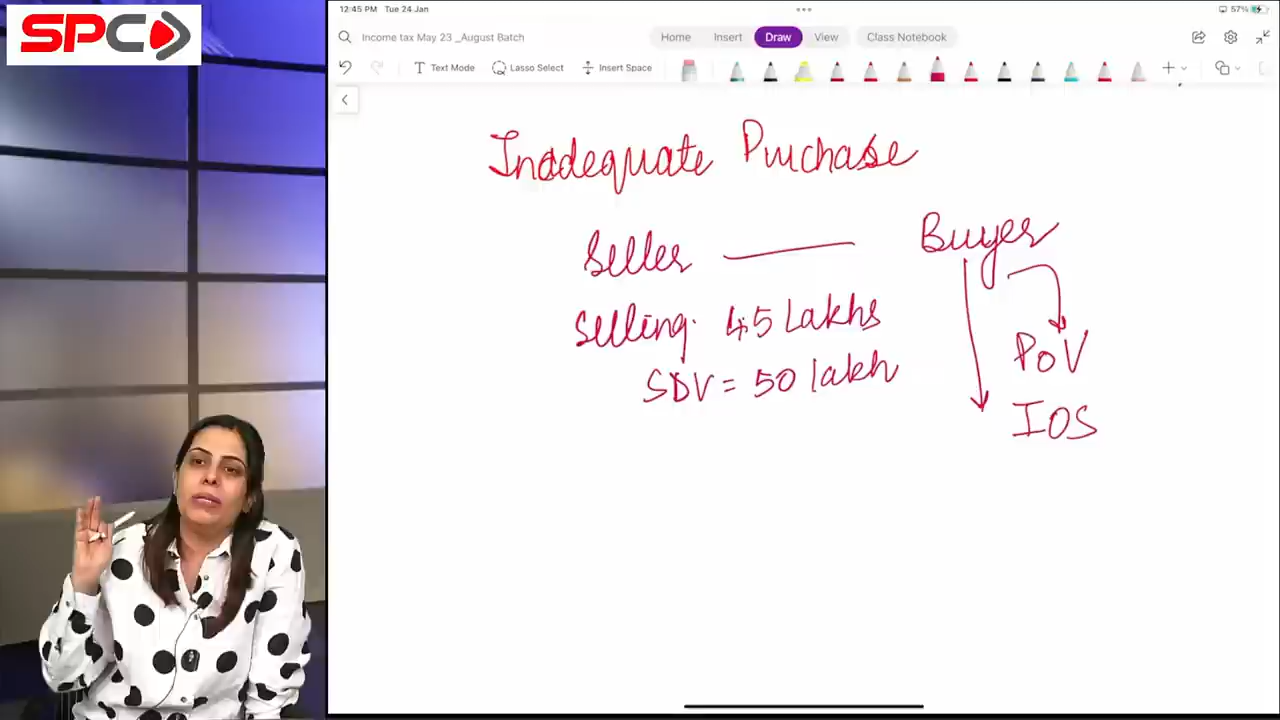 SPC
12:45 PM Tue 24 Jan
57%
Income tax May 23 _August Batch
Home Insert Draw View Class Notebook
Text Mode Lasso Select Insert Space
Inadequate Purchase
Seller Buyer
Selling. 45 Lakhs
POV
SDV = 50 lakh
IOS